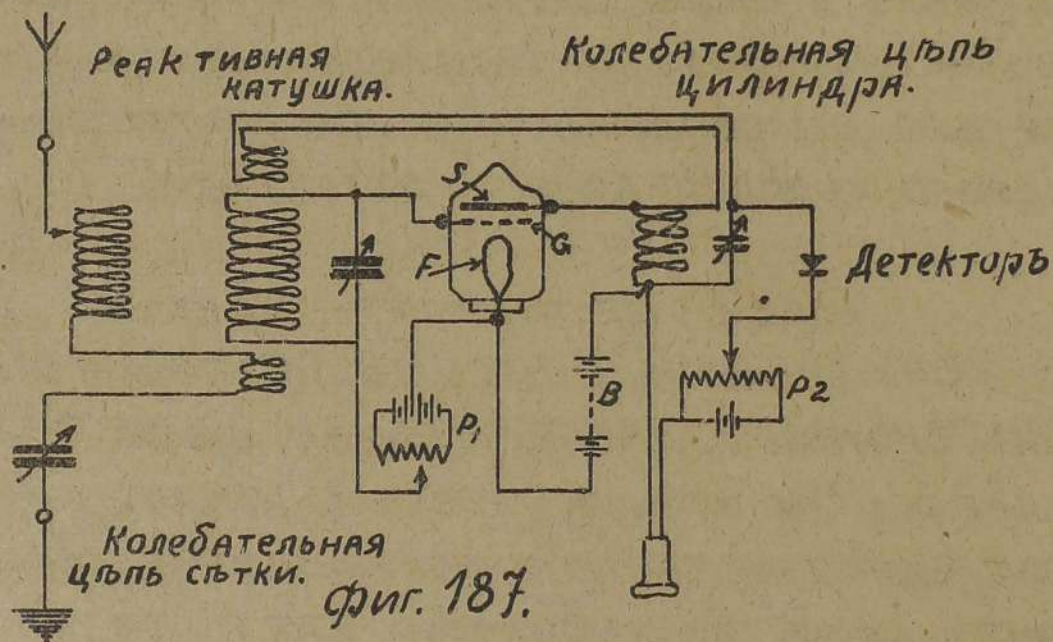 Реактивная
катушка.
Колебательная цѣпь
цилиндра.
S
G
F
Детекторъ
B
P2
P1
Колебательная
цѣпь сѣтки.
Фиг. 187.